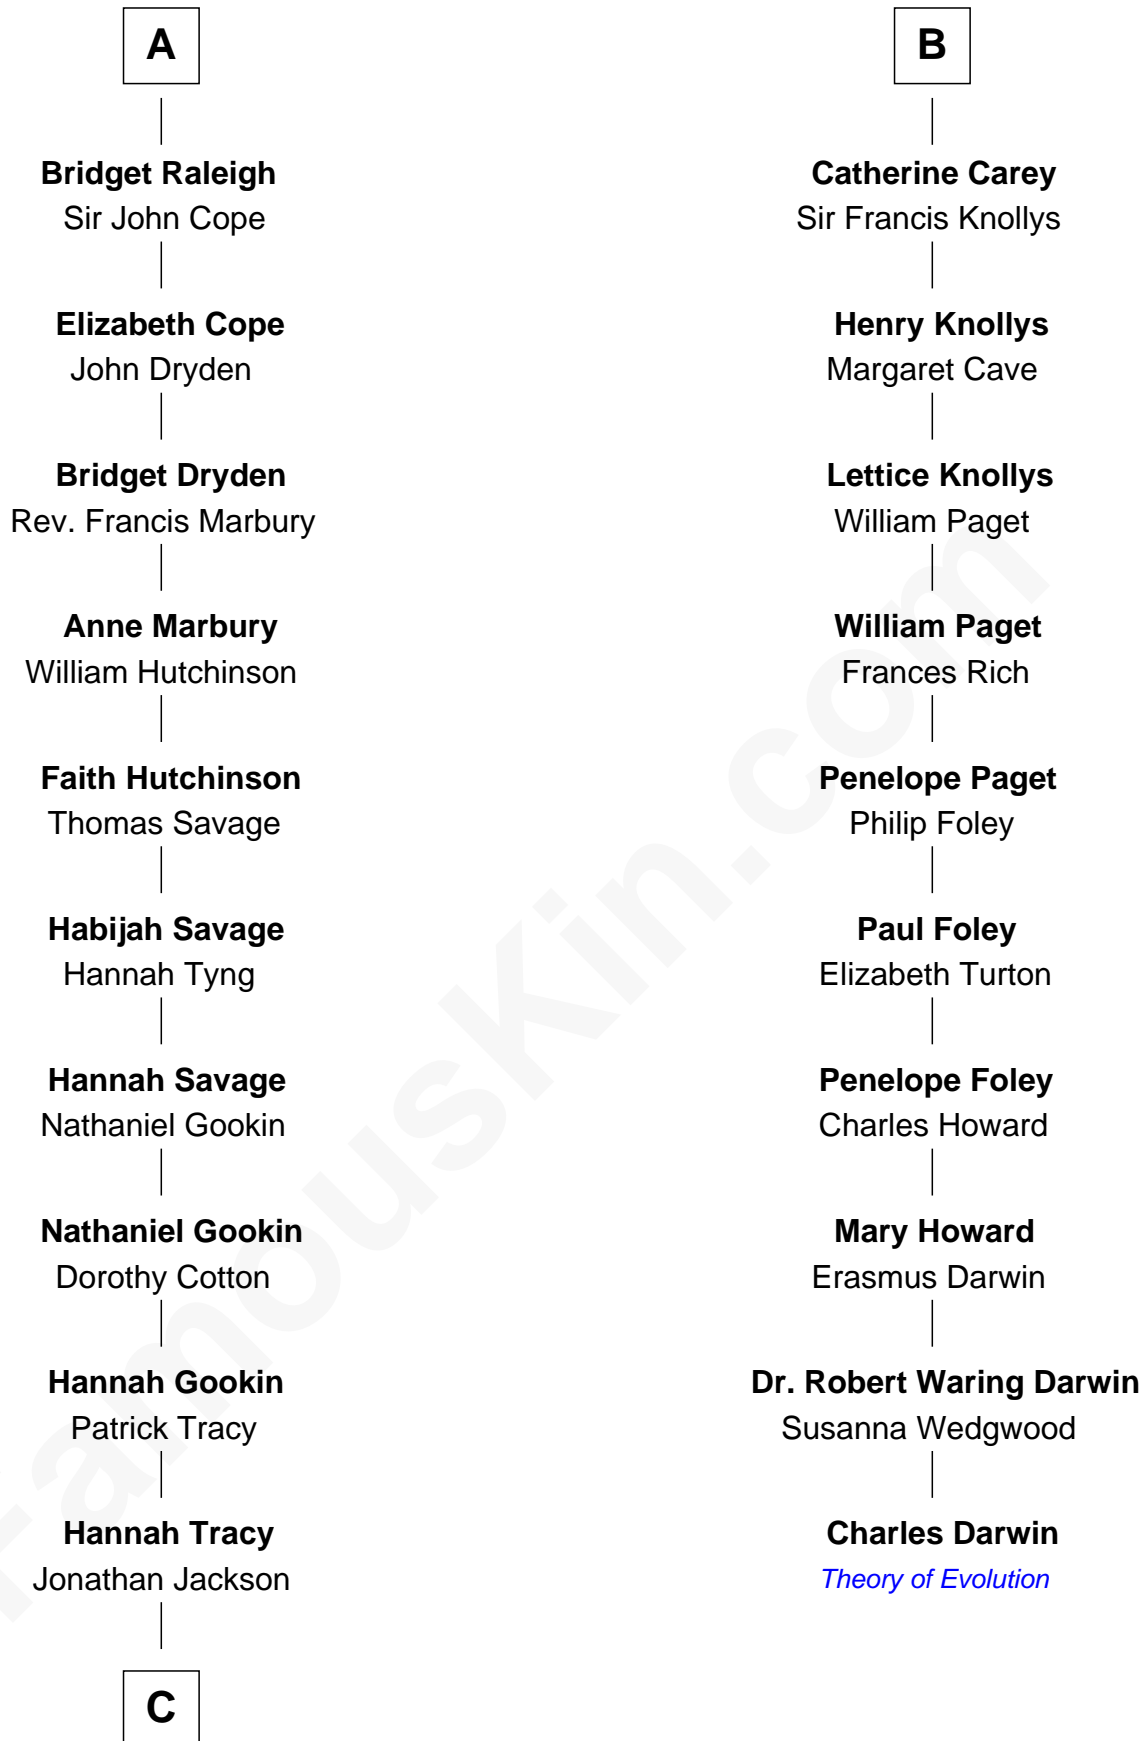 A
Bridget Raleigh
Sir John Cope
Elizabeth Cope
John Dryden
Bridget Dryden
Rev. Francis Marbury
Anne Marbury
William Hutchinson
Faith Hutchinson
Thomas Savage
Habijah Savage
Hannah Tyng
Hannah Savage
Nathaniel Gookin
Nathaniel Gookin
Dorothy Cotton
Hannah Gookin
Patrick Tracy
Hannah Tracy
Jonathan Jackson
C
B
Catherine Carey
Sir Francis Knollys
Henry Knollys
Margaret Cave
Lettice Knollys
William Paget
William Paget
Frances Rich
Penelope Paget
Philip Foley
Paul Foley
Elizabeth Turton
Penelope Foley
Charles Howard
Mary Howard
Erasmus Darwin
Dr. Robert Waring Darwin
Susanna Wedgwood
Charles Darwin
Theory of Evolution
FamousKin.com